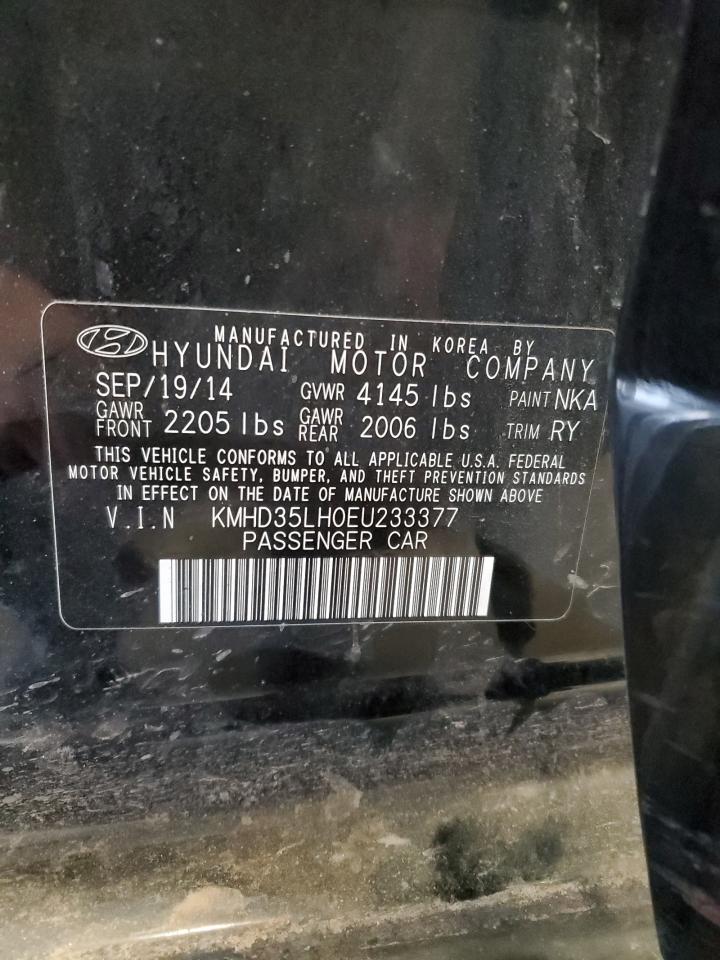 MANUFACTURED IN KOREA BY
HYUNDAI MOTOR COMPANY
SEP/19/14 GVWR 4145 lbs PAINT NKA
GAWR FRONT 2205 lbs GAWR REAR 2006 lbs TRIM RY
THIS VEHICLE CONFORMS TO ALL APPLICABLE U.S.A. FEDERAL
MOTOR VEHICLE SAFETY, BUMPER, AND THEFT PREVENTION STANDARDS
IN EFFECT ON THE DATE OF MANUFACTURE SHOWN ABOVE
V.I.N KMHD35LH0EU233377
PASSENGER CAR